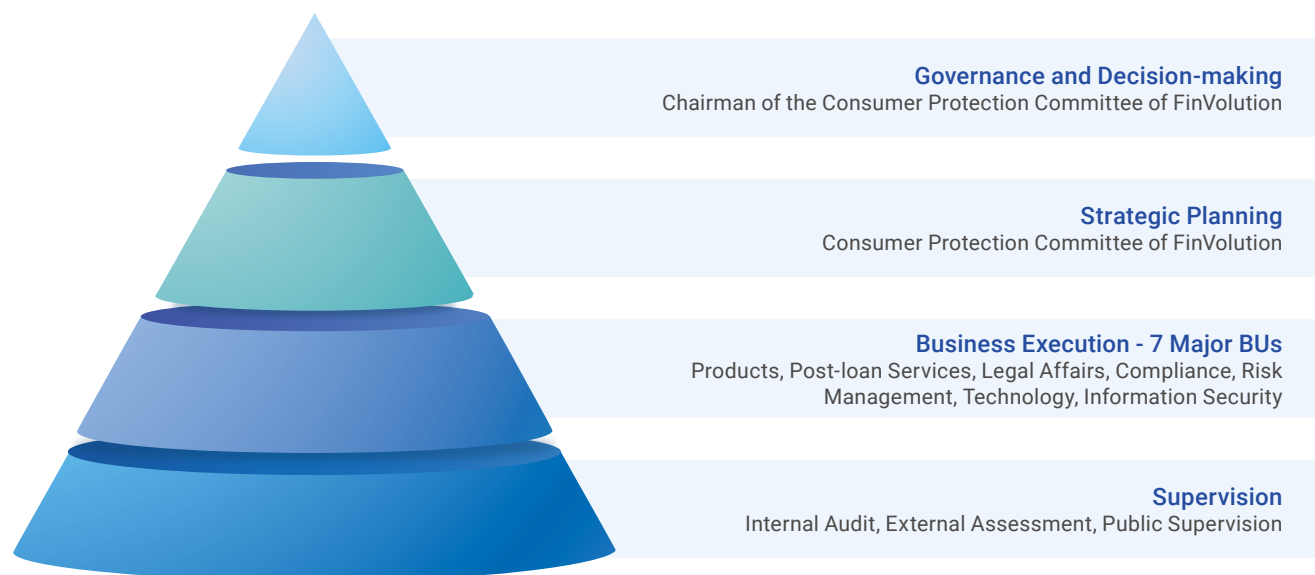 Governance and Decision-making
Chairman of the Consumer Protection Committee of FinVolution
Strategic Planning
Consumer Protection Committee of FinVolution
Business Execution - 7 Major BUs
Products, Post-loan Services, Legal Affairs, Compliance, Risk
Management, Technology, Information Security
Supervision
Internal Audit, External Assessment, Public Supervision